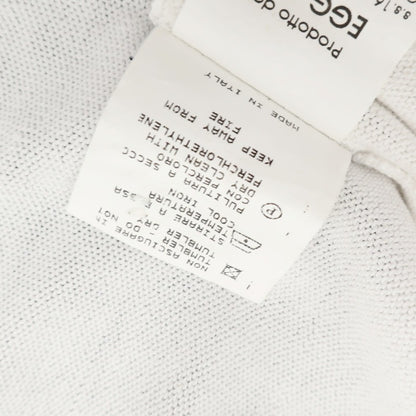 NON ASCIUGARE IN
TUMBLER DRY - DO NOT
STIRARE A
TEMPERATURA BASSA
COOL IRON
P
PULITURA A SECCO
CON PERCLORO
DRY CLEAN WITH
PERCHLORETHYLENE
KEEP AWAY FROM
FIRE
MADE IN ITALY
Prodotto da
EGG